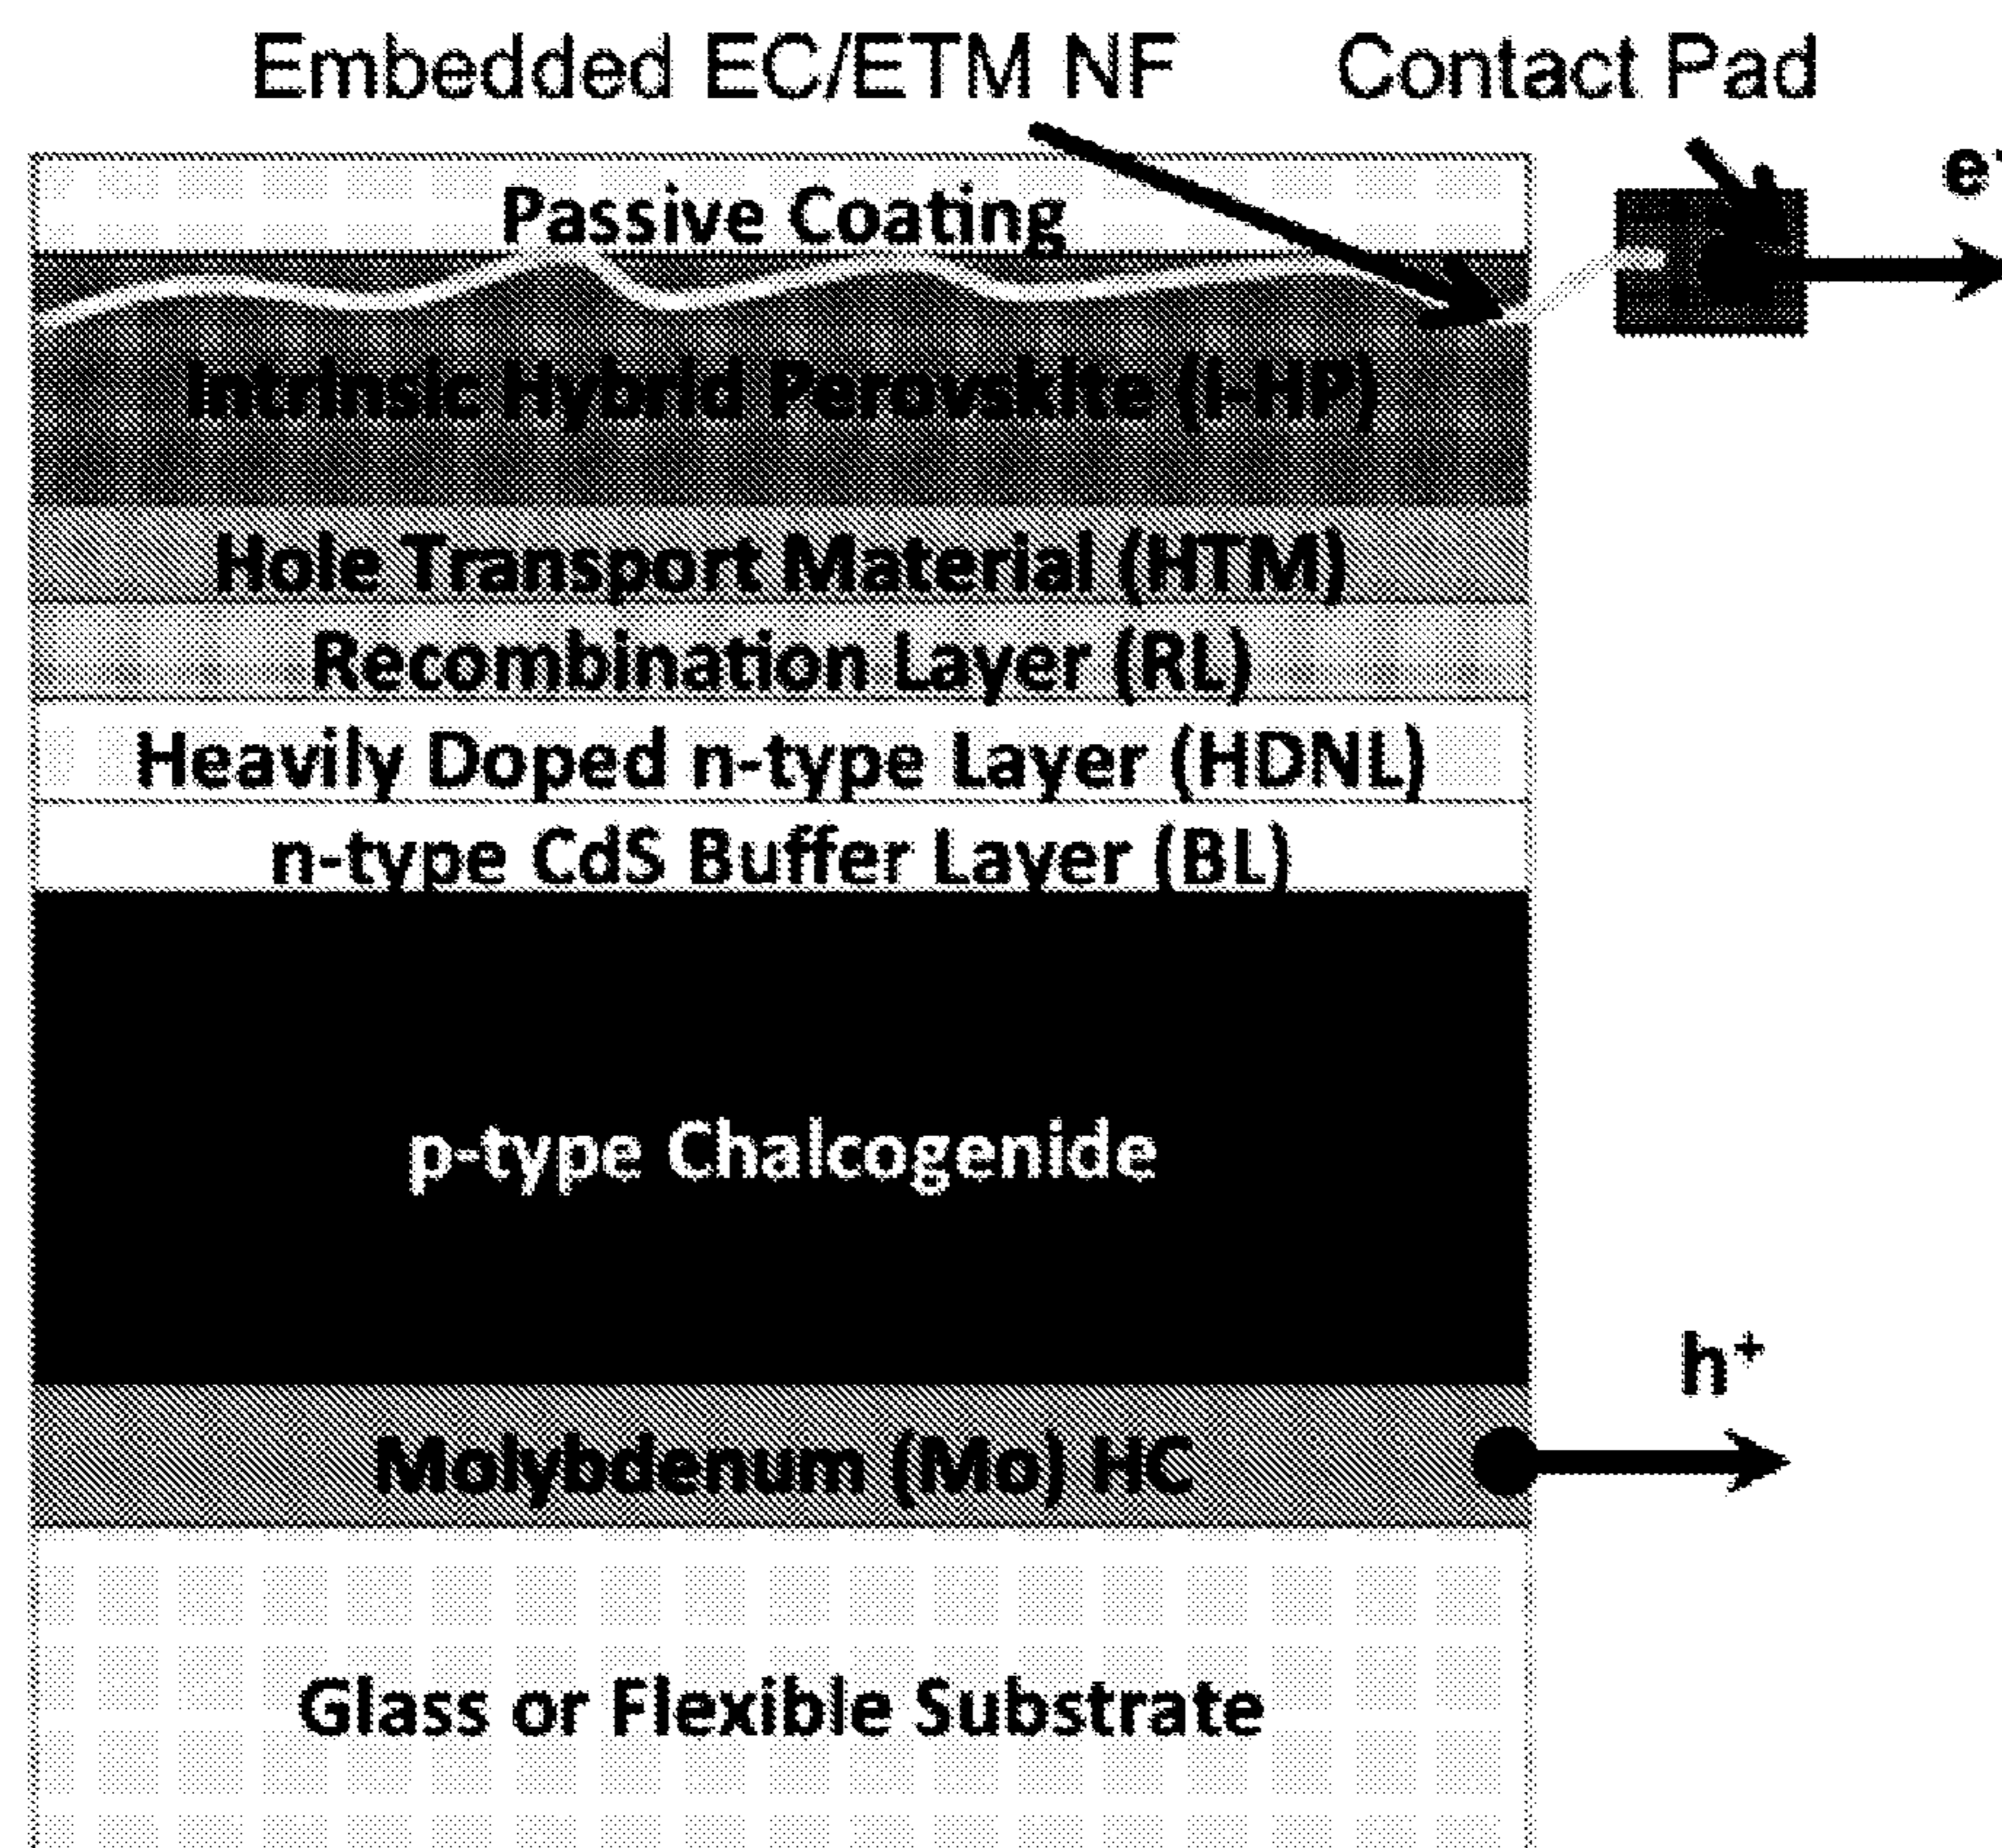 Embedded EC/ETM NF
Contact Pad
e⁻
Passive Coating
Intrinsic Hybrid Perovskite (I-HP)
Hole Transport Material (HTM)
Recombination Layer (RL)
Heavily Doped n-type Layer (HDNL)
n-type CdS Buffer Layer (BL)
p-type Chalcogenide
h⁺
Molybdenum (Mo) HC
Glass or Flexible Substrate